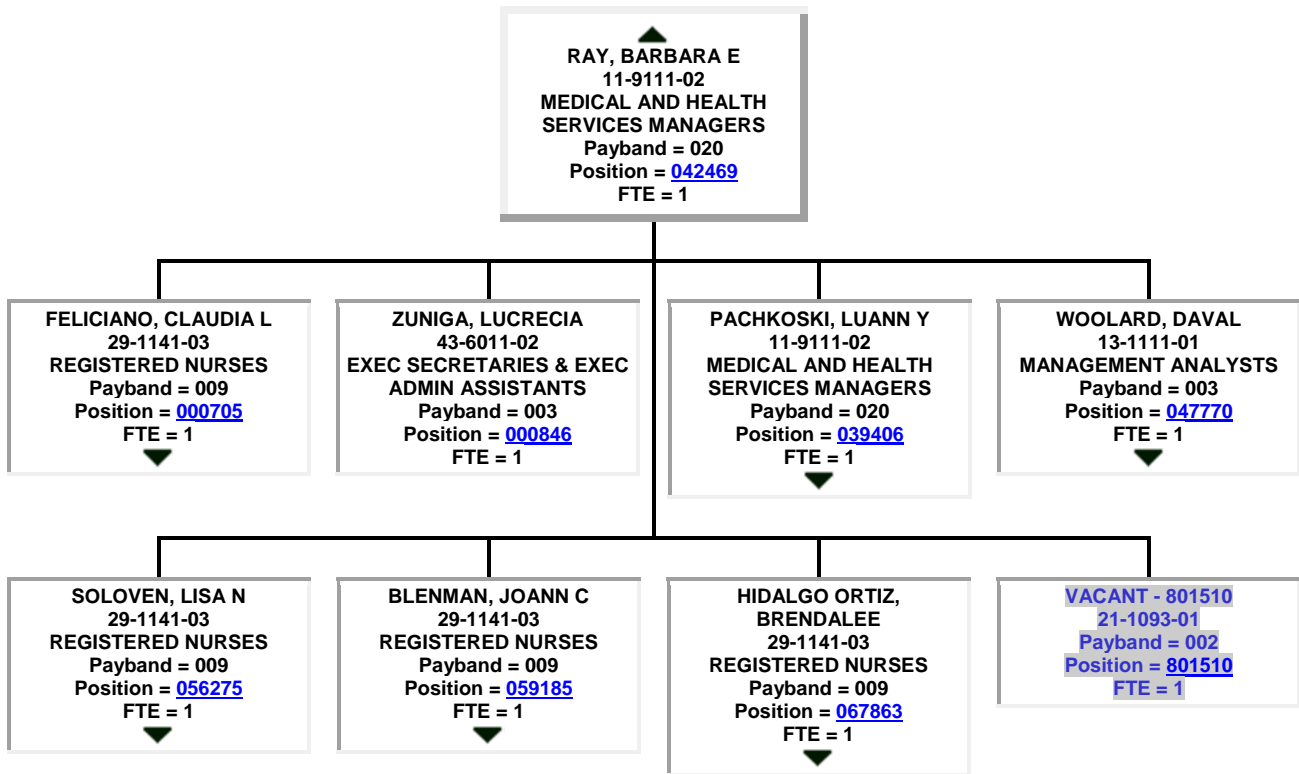 RAY, BARBARA E
11-9111-02
MEDICAL AND HEALTH
SERVICES MANAGERS
Payband = 020
Position = 042469
FTE = 1
FELICIANO, CLAUDIA L
29-1141-03
REGISTERED NURSES
Payband = 009
Position = 000705
FTE = 1
ZUNIGA, LUCRECIA
43-6011-02
EXEC SECRETARIES & EXEC
ADMIN ASSISTANTS
Payband = 003
Position = 000846
FTE = 1
PACHKOSKI, LUANN Y
11-9111-02
MEDICAL AND HEALTH
SERVICES MANAGERS
Payband = 020
Position = 039406
FTE = 1
WOOLARD, DAVAL
13-1111-01
MANAGEMENT ANALYSTS
Payband = 003
Position = 047770
FTE = 1
SOLOVEN, LISA N
29-1141-03
REGISTERED NURSES
Payband = 009
Position = 056275
FTE = 1
BLENMAN, JOANN C
29-1141-03
REGISTERED NURSES
Payband = 009
Position = 059185
FTE = 1
HIDALGO ORTIZ,
BRENDALEE
29-1141-03
REGISTERED NURSES
Payband = 009
Position = 067863
FTE = 1
VACANT - 801510
21-1093-01
Payband = 002
Position = 801510
FTE = 1